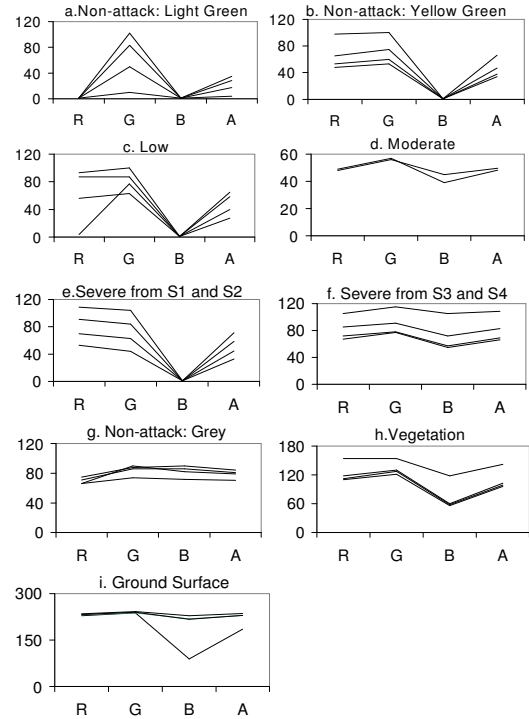 a.Non-attack: Light Green
120
80
40
0
R G B A
b. Non-attack: Yellow Green
120
80
40
0
R G B A
c. Low
120
80
40
0
R G B A
d. Moderate
60
40
20
0
R G B A
e.Severe from S1 and S2
120
80
40
0
R G B A
f. Severe from S3 and S4
120
80
40
0
R G B A
g. Non-attack: Grey
120
80
40
0
R G B A
h.Vegetation
180
120
60
0
R G B A
i. Ground Surface
300
150
0
R G B A